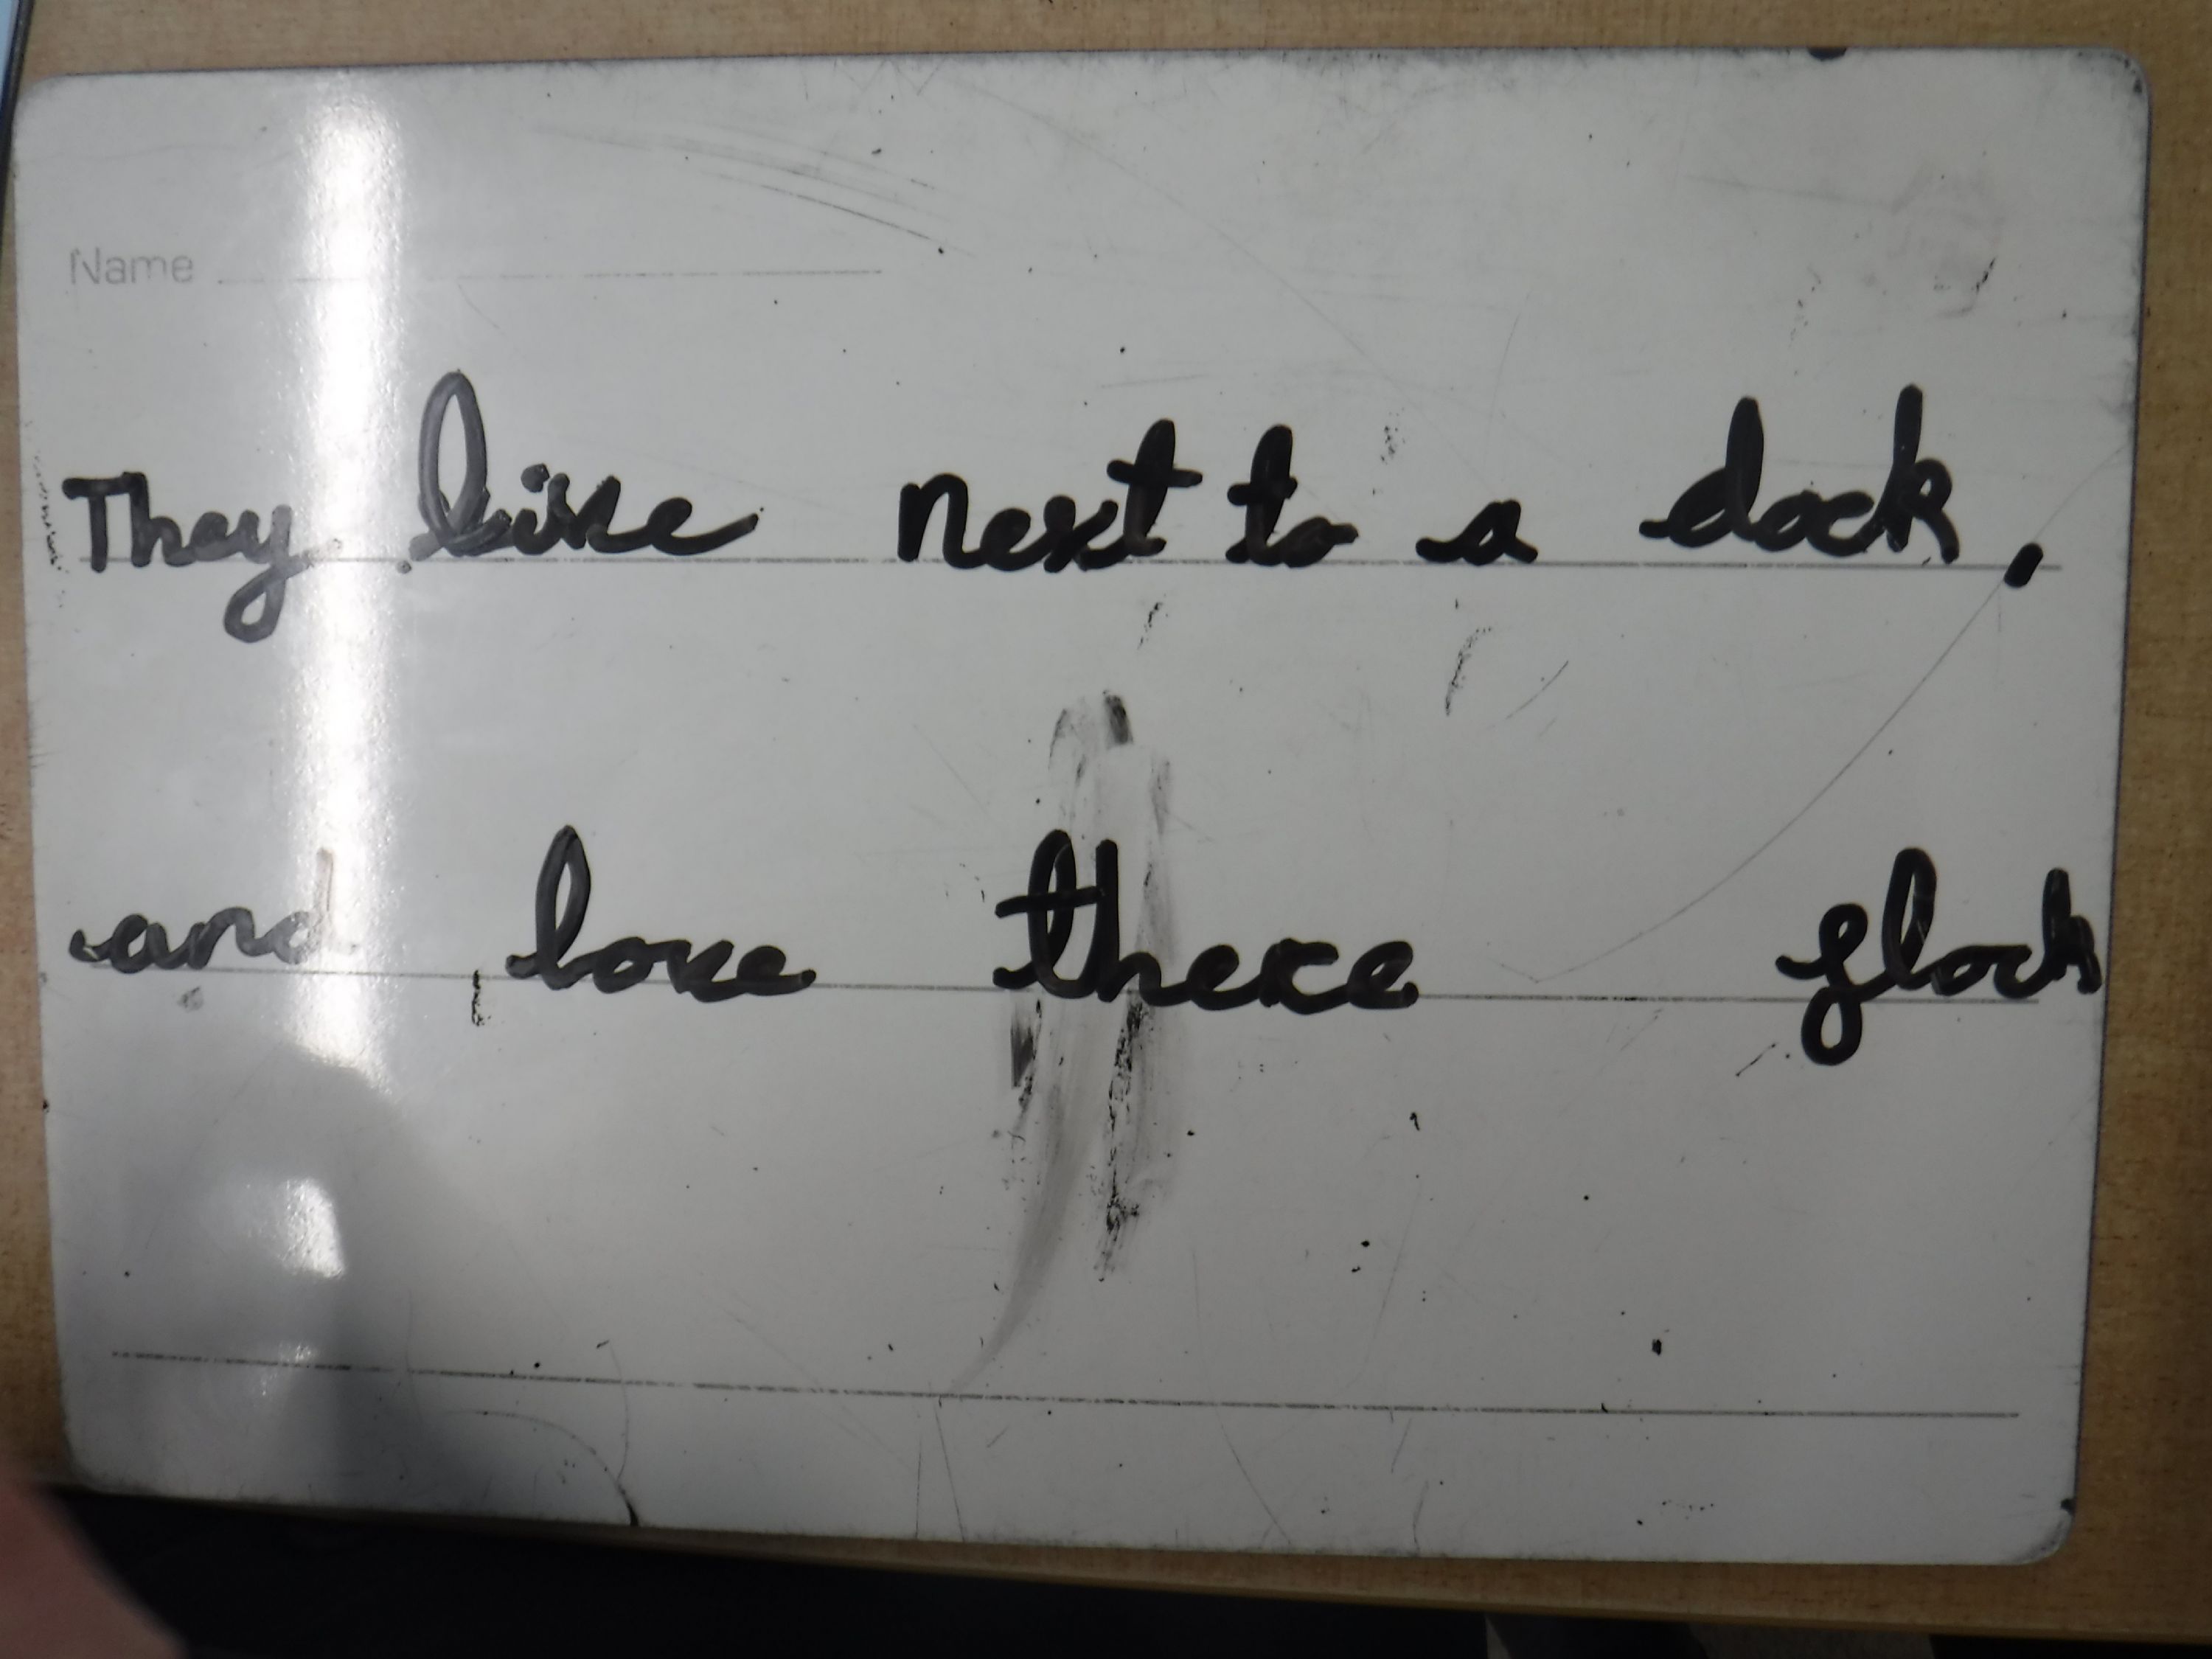 Name
They live next to a dock,
and love there flock